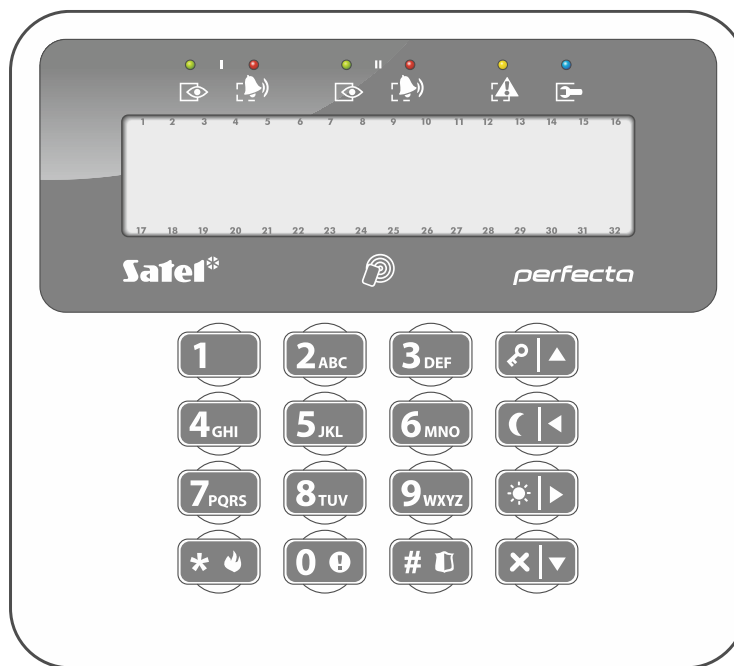 I II
1 2 3 4 5 6 7 8 9 10 11 12 13 14 15 16
17 18 19 20 21 22 23 24 25 26 27 28 29 30 31 32
Satel* perfecta
1 2ABC 3DEF
4GHI 5JKL 6MNO
7PQRS 8TUV 9WXYZ
* 0 #